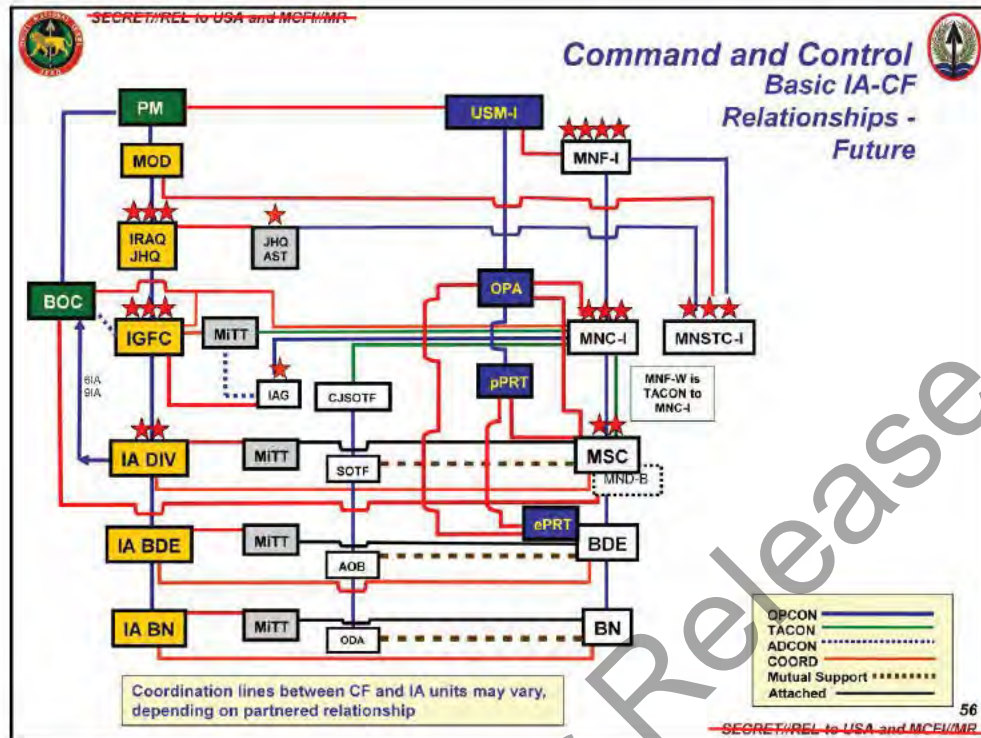 SECRET//REL to USA and MCFI//MR
Command and Control
Basic IA-CF
Relationships -
Future
PM
USM-I
MOD
MNF-I
IRAQ
JHQ
JHQ
AST
BOC
OPA
IGFC
MiTT
MNC-I
MNSTC-I
6IA
9IA
IAG
CJSOTF
pPRT
MNF-W is
TACON to
MNC-I
IA DIV
MiTT
SOTF
MSC
MND-B
ePRT
IA BDE
MiTT
AOB
BDE
IA BN
MiTT
ODA
BN
OPCON
TACON
ADCON
COORD
Mutual Support
Attached
Coordination lines between CF and IA units may vary,
depending on partnered relationship
56
SECRET//REL to USA and MCFI//MR
Release